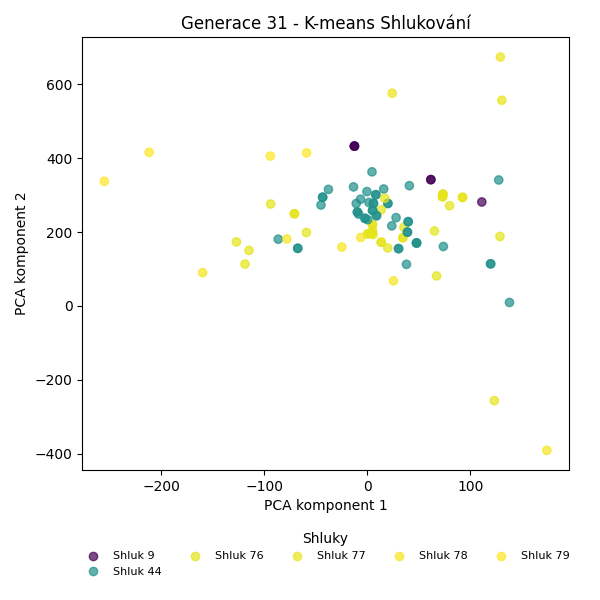 Generace 31 - K-means Shlukování
600
400
200
0
−200
−400
PCA komponent 2
−200 −100 0 100
PCA komponent 1
Shluky
Shluk 9 Shluk 76 Shluk 77 Shluk 78 Shluk 79
Shluk 44